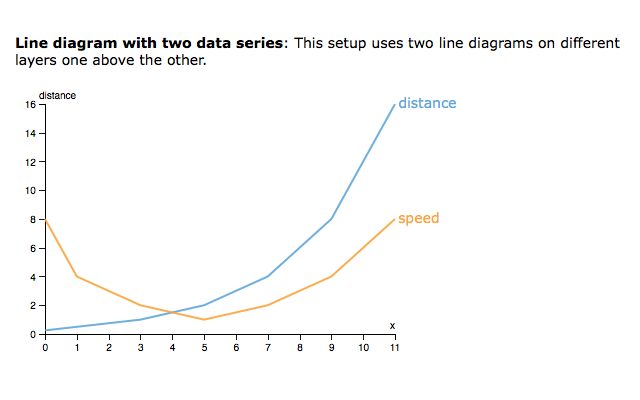 Line diagram with two data series: This setup uses two line diagrams on different
layers one above the other.
distance
16
distance
14
12
10
8
speed
6
4
2
x
0
0 1 2 3 4 5 6 7 8 9 10 11